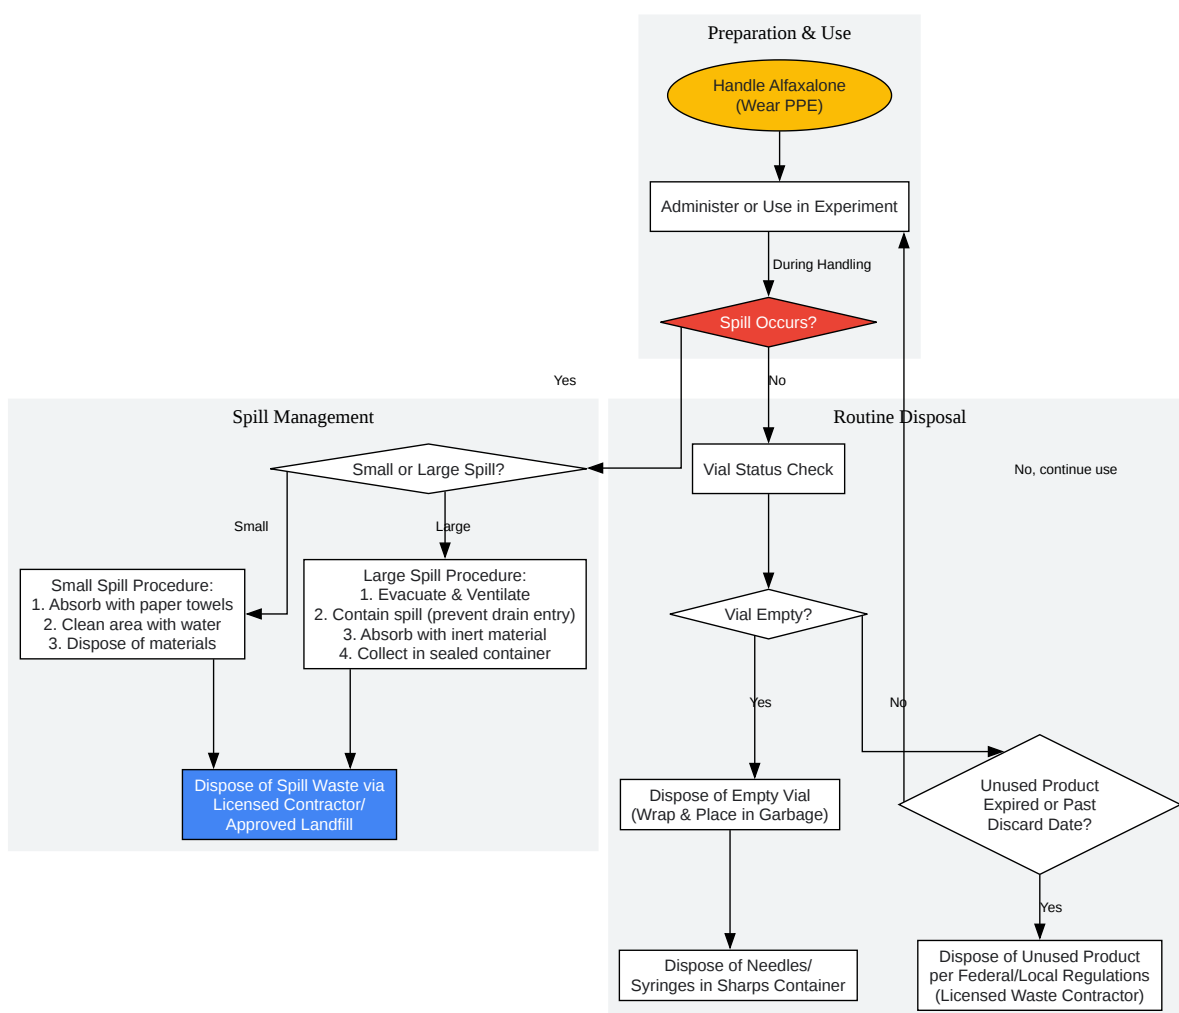 Preparation & Use
Handle Alfaxalone
(Wear PPE)
Administer or Use in Experiment
During Handling
Spill Occurs?
Yes
No
Spill Management
Small or Large Spill?
Small
Large
Small Spill Procedure:
1. Absorb with paper towels
2. Clean area with water
3. Dispose of materials
Large Spill Procedure:
1. Evacuate & Ventilate
2. Contain spill (prevent drain entry)
3. Absorb with inert material
4. Collect in sealed container
Dispose of Spill Waste via
Licensed Contractor/
Approved Landfill
Routine Disposal
Vial Status Check
No, continue use
Vial Empty?
Yes
No
Dispose of Empty Vial
(Wrap & Place in Garbage)
Unused Product
Expired or Past
Discard Date?
Yes
Dispose of Needles/
Syringes in Sharps Container
Dispose of Unused Product
per Federal/Local Regulations
(Licensed Waste Contractor)